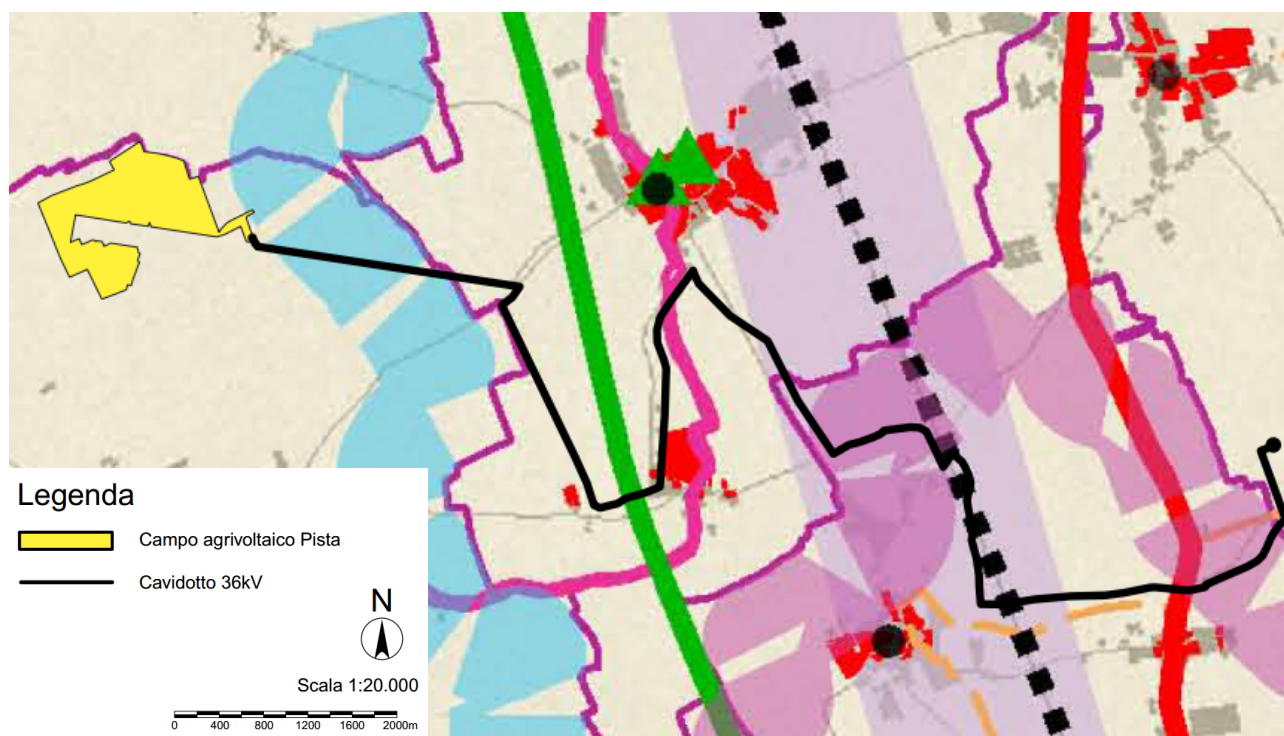 Legenda
Campo agrivoltaico Pista
Cavidotto 36kV
N
Scala 1:20.000
0 400 800 1200 1600 2000m